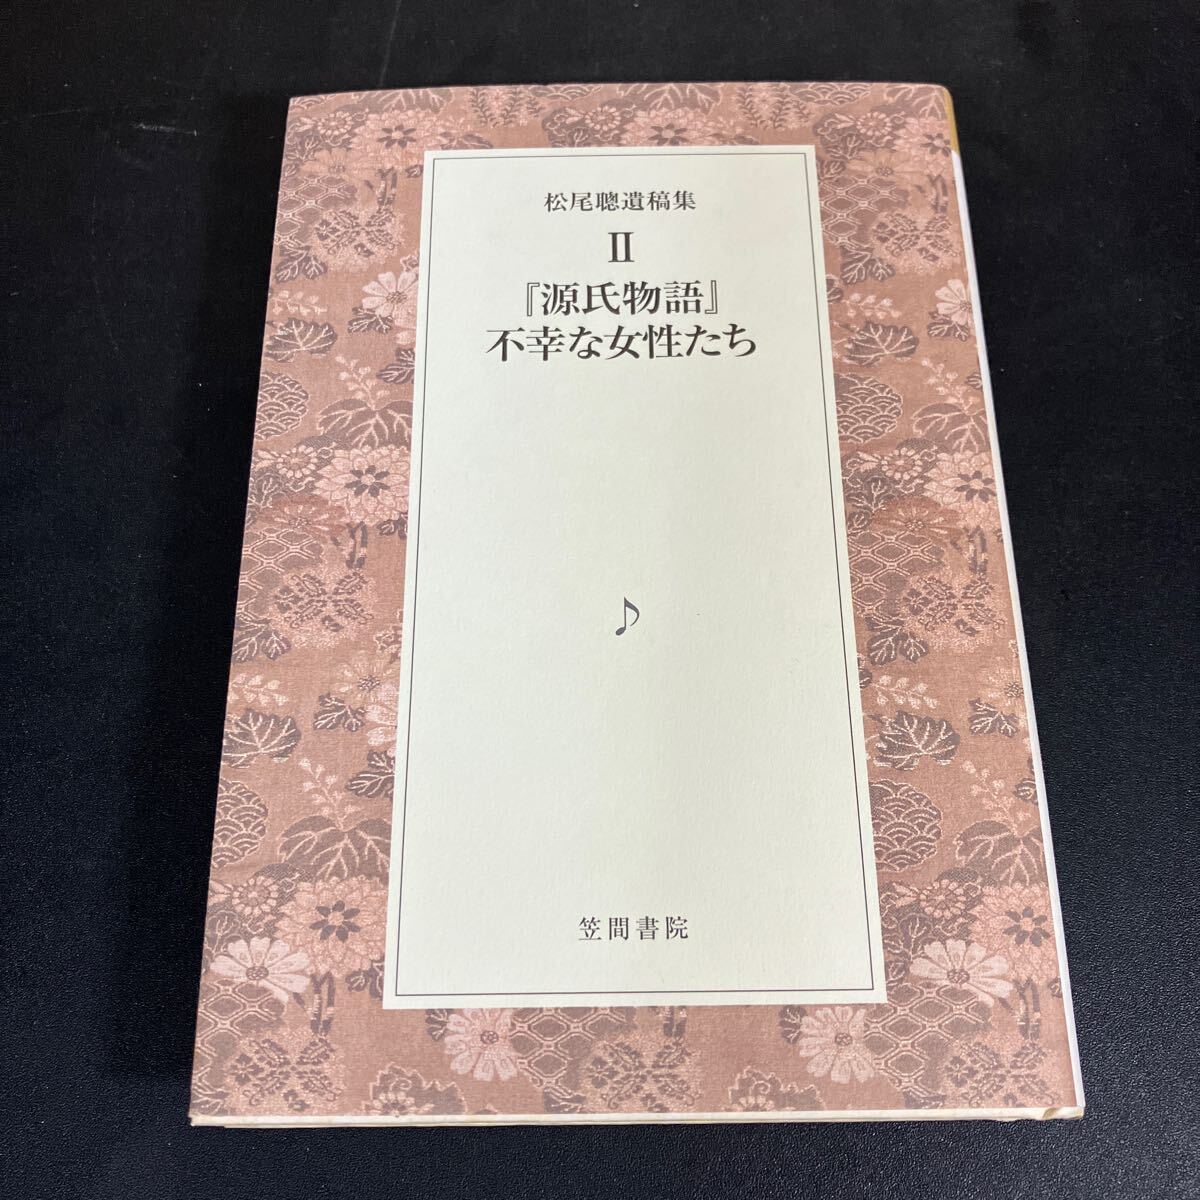 松尾聰遺稿集
II
『源氏物語』
不幸な女性たち
笠間書院